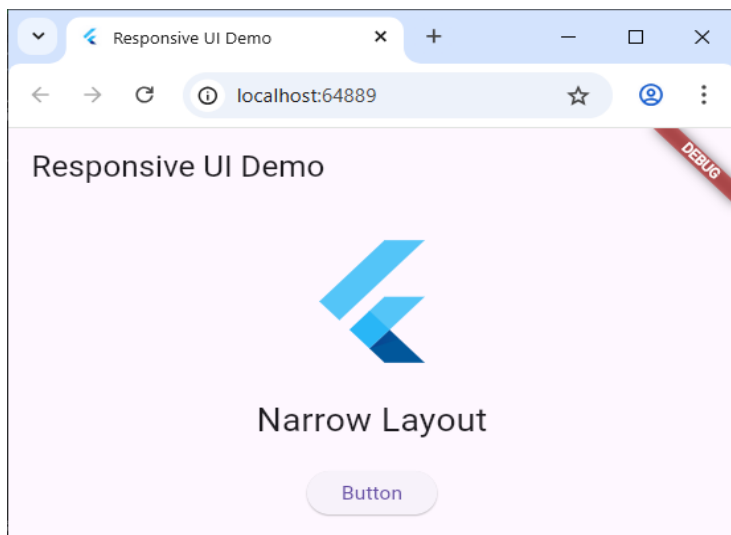 Responsive UI Demo
localhost:64889
Responsive UI Demo
DEBUG
Narrow Layout
Button